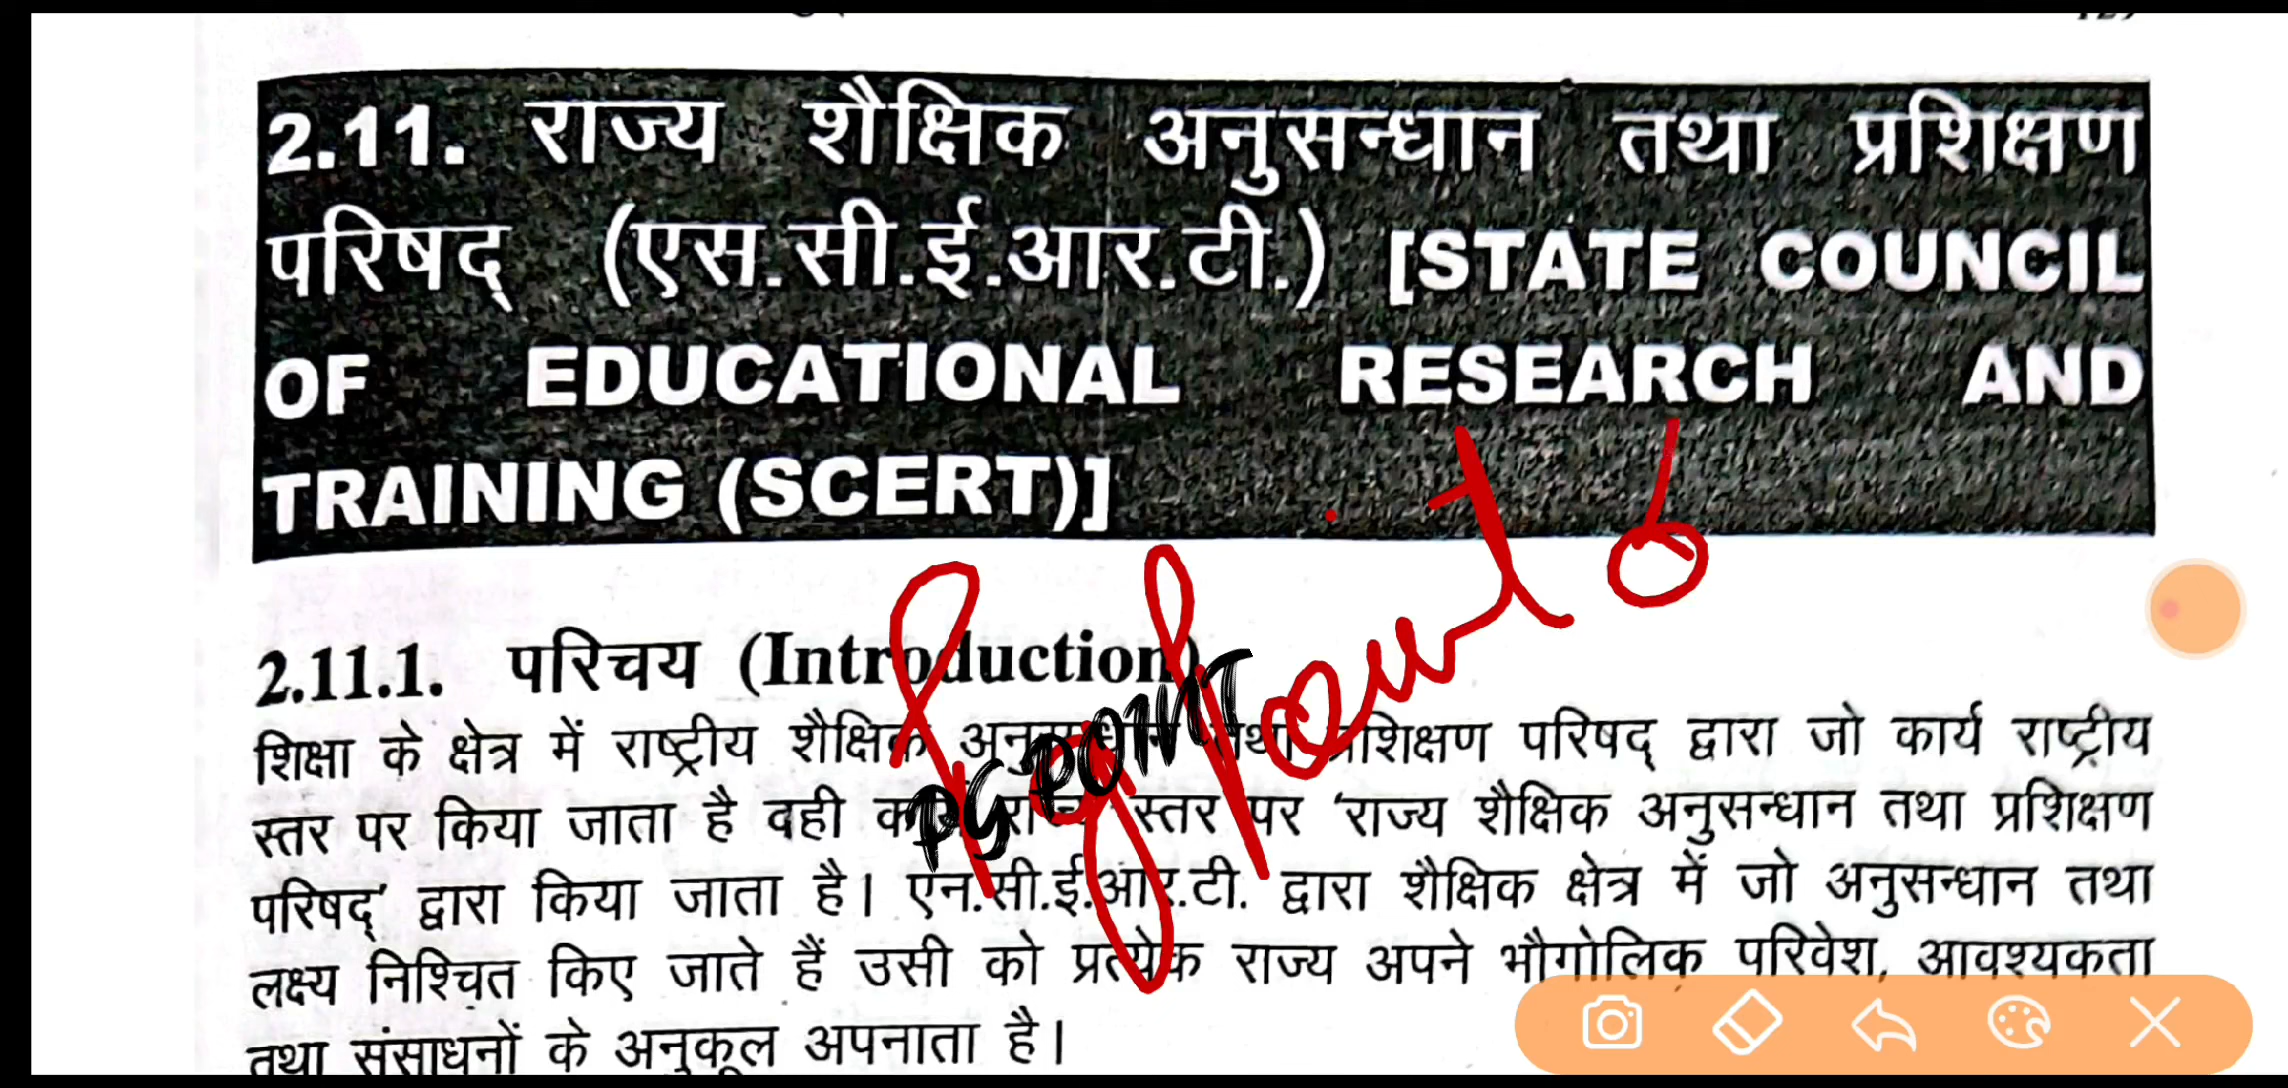 2.11. राज्य शैक्षिक अनुसन्धान तथा प्रशिक्षण
परिषद् (एस.सी.ई.आर.टी.) [STATE COUNCIL
OF EDUCATIONAL RESEARCH AND
TRAINING (SCERT)]
2.11.1. परिचय (Introduction)
शिक्षा के क्षेत्र में राष्ट्रीय शैक्षिक अनुसन्धान तथा प्रशिक्षण परिषद् द्वारा जो कार्य राष्ट्रीय
PG POINT
स्तर पर किया जाता है वही स्तर पर ‘राज्य शैक्षिक अनुसन्धान तथा प्रशिक्षण
परिषद्’ द्वारा किया जाता है। एन.सी.ई.आर.टी. द्वारा शैक्षिक क्षेत्र में जो अनुसन्धान तथा
लक्ष्य निश्चित किए जाते हैं उसी को प्रत्येक राज्य अपने भौगोलिक परिवेश, आवश्यकता
तथा संसाधनों के अनुकूल अपनाता है।